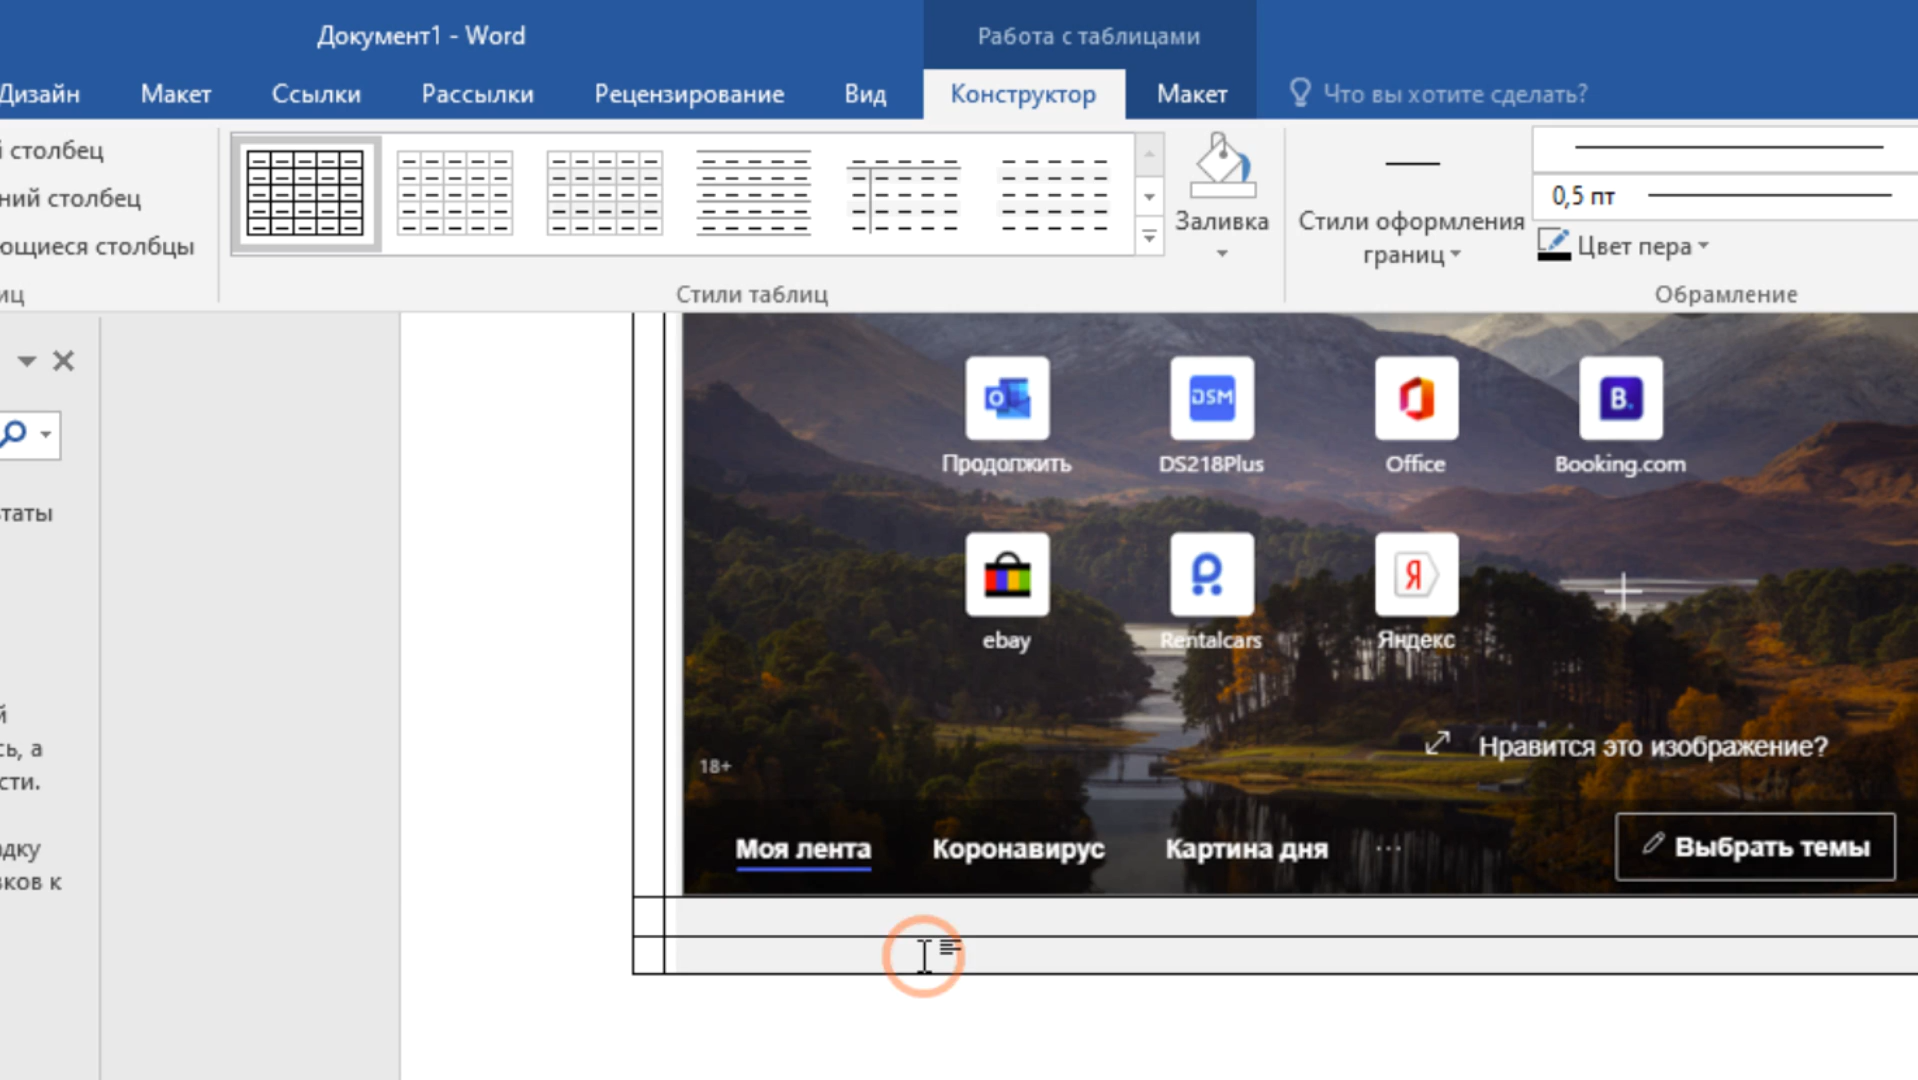 Документ1 - Word
Работа с таблицами
Дизайн Макет Ссылки Рассылки Рецензирование Вид Конструктор Макет Что вы хотите сделать?
й столбец
ний столбец
ющиеся столбцы
иц
Стили таблиц
Заливка
Стили оформления
границ
0,5 пт
Цвет пера
Обрамление
таты
й
сь, а
сти.
дку
вков к
Продолжить DS218Plus Office Booking.com
DSM
B.
ebay Rentalcars Яндекс
Я
Нравится это изображение?
18+
Моя лента Коронавирус Картина дня ... Выбрать темы